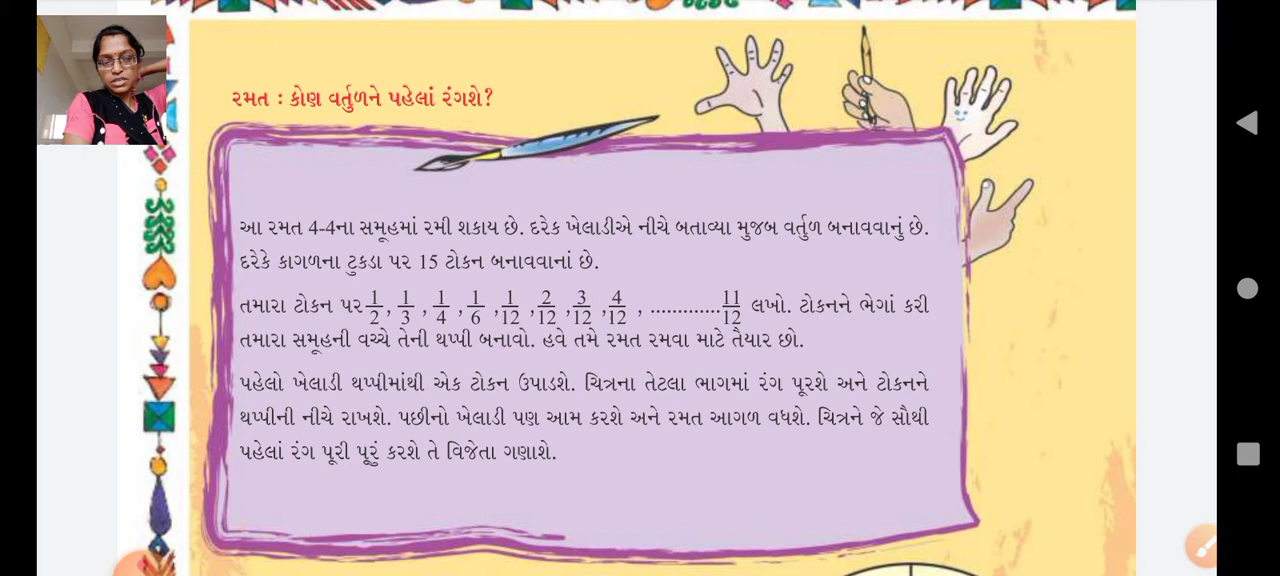 રમત : કોણ વર્તુળને પહેલાં રંગશે?
આ રમત 4-4ના સમૂહમાં રમી શકાય છે. દરેક ખેલાડીએ નીચે બતાવ્યા મુજબ વર્તુળ બનાવવાનું છે.
દરેકે કાગળના ટુકડા પર 15 ટોકન બનાવવાનાં છે.
તમારા ટોકન પર 1/2, 1/3, 1/4, 1/6, 1/12, 2/12, 3/12, 4/12, .............11/12 લખો. ટોકનને ભેગાં કરી
તમારા સમૂહની વચ્ચે તેની થપ્પી બનાવો. હવે તમે રમત રમવા માટે તૈયાર છો.
પહેલો ખેલાડી થપ્પીમાંથી એક ટોકન ઉપાડશે. ચિત્રના તેટલા ભાગમાં રંગ પૂરશે અને ટોકનને
થપ્પીની નીચે રાખશે. પછીનો ખેલાડી પણ આમ કરશે અને રમત આગળ વધશે. ચિત્રને જે સૌથી
પહેલાં રંગ પૂરી પૂરું કરશે તે વિજેતા ગણાશે.